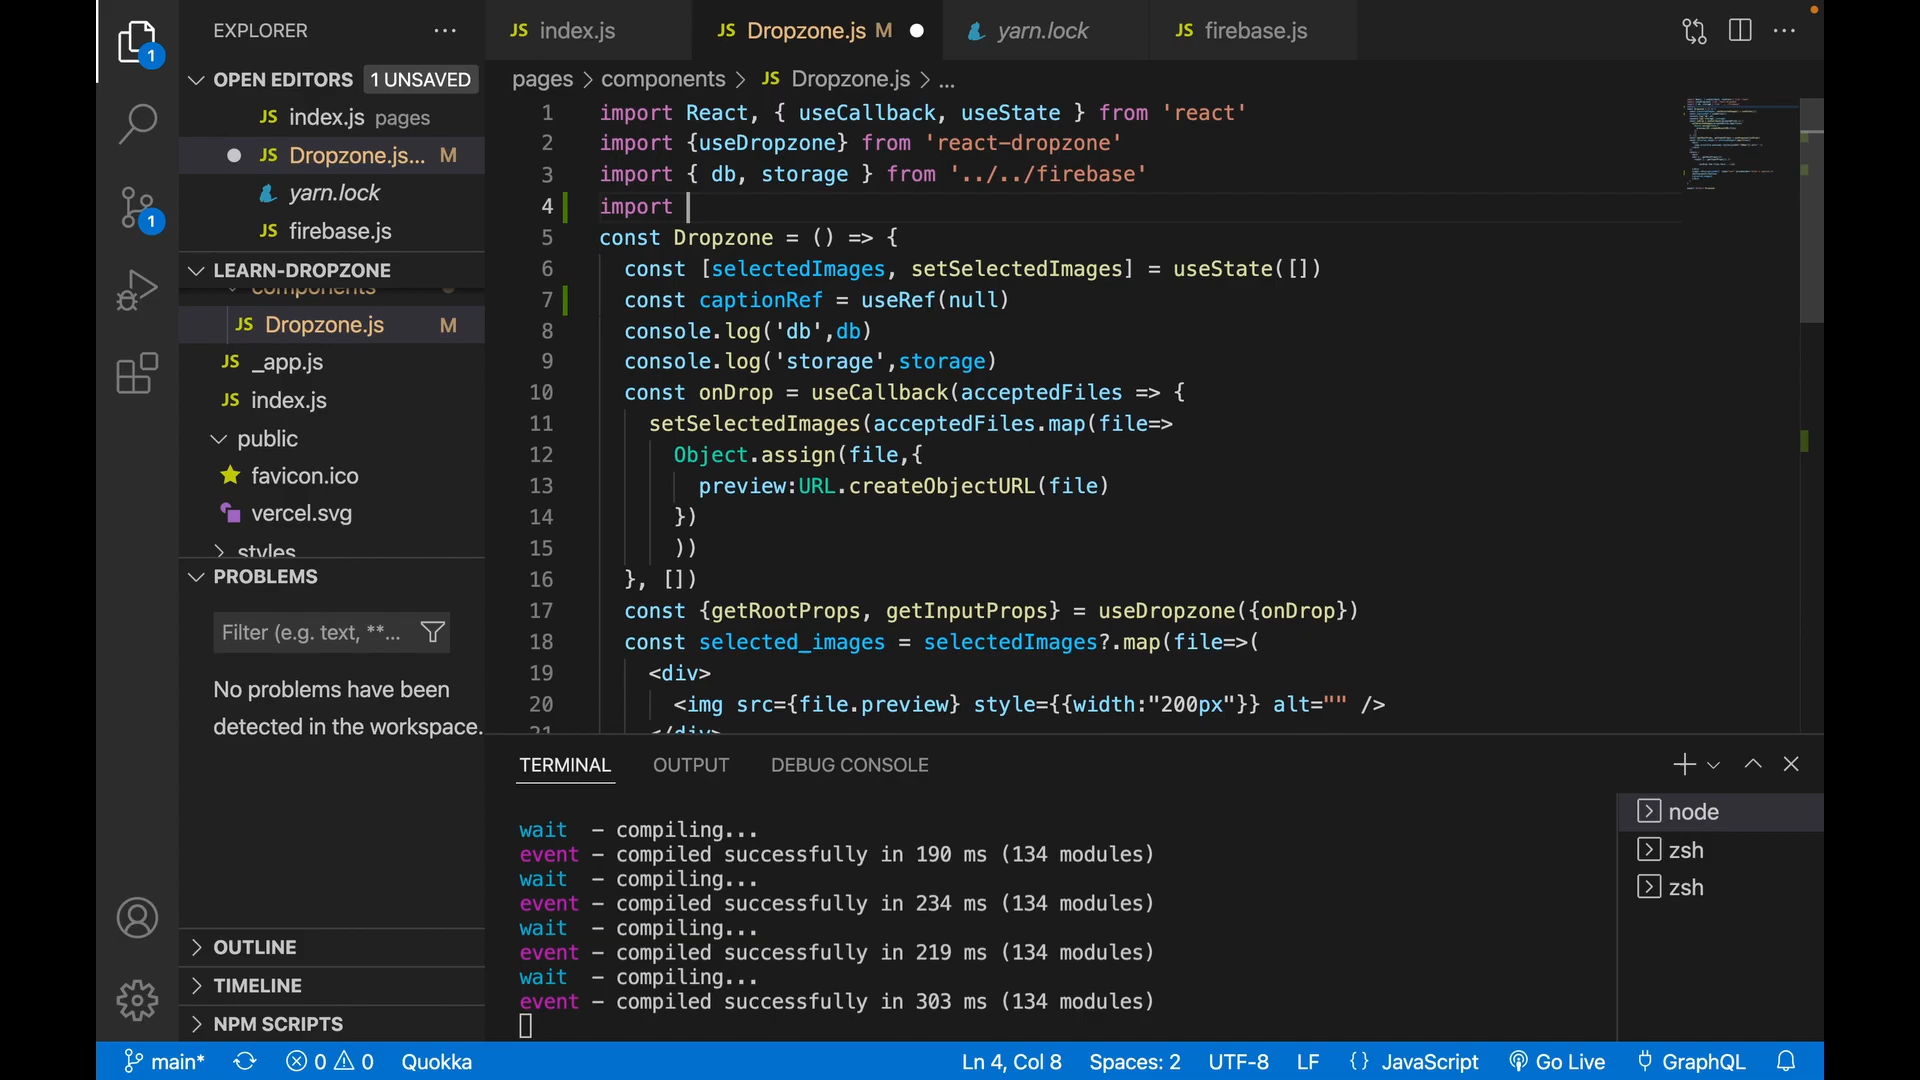 EXPLORER
OPEN EDITORS 1 UNSAVED
JS index.js pages
JS Dropzone.js... M
yarn.lock
JS firebase.js
LEARN-DROPZONE
components
JS Dropzone.js M
JS _app.js
JS index.js
public
favicon.ico
vercel.svg
styles
PROBLEMS
Filter (e.g. text, **...
No problems have been
detected in the workspace.
OUTLINE
TIMELINE
NPM SCRIPTS
1
1
JS index.js JS Dropzone.js M yarn.lock JS firebase.js
pages > components > JS Dropzone.js > ...
1 import React, { useCallback, useState } from 'react'
2 import {useDropzone} from 'react-dropzone'
3 import { db, storage } from '../../firebase'
4 import
5 const Dropzone = () => {
6 const [selectedImages, setSelectedImages] = useState([])
7 const captionRef = useRef(null)
8 console.log('db',db)
9 console.log('storage',storage)
10 const onDrop = useCallback(acceptedFiles => {
11 setSelectedImages(acceptedFiles.map(file=>
12 Object.assign(file,{
13 preview:URL.createObjectURL(file)
14 })
15 ))
16 }, [])
17 const {getRootProps, getInputProps} = useDropzone({onDrop})
18 const selected_images = selectedImages?.map(file=>(
19 <div>
20 <img src={file.preview} style={{width:"200px"}} alt="" />
21 </div>
TERMINAL OUTPUT DEBUG CONSOLE
wait - compiling...
event - compiled successfully in 190 ms (134 modules)
wait - compiling...
event - compiled successfully in 234 ms (134 modules)
wait - compiling...
event - compiled successfully in 219 ms (134 modules)
wait - compiling...
event - compiled successfully in 303 ms (134 modules)
node
zsh
zsh
main* 0 0 Quokka Ln 4, Col 8 Spaces: 2 UTF-8 LF {} JavaScript Go Live GraphQL